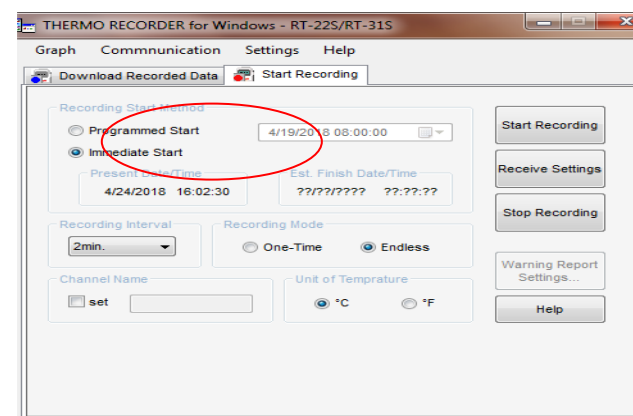 THERMO RECORDER for Windows - RT-22S/RT-31S
Graph Commnunication Settings Help
Download Recorded Data Start Recording
Recording Start Method
Programmed Start 4/19/2018 08:00:00
Immediate Start
Present Date/Time Est. Finish Date/Time
4/24/2018 16:02:30 ??/??/???? ??:??:??
Recording Interval Recording Mode
2min. One-Time Endless
Channel Name Unit of Temprature
set °C °F
Start Recording
Receive Settings
Stop Recording
Warning Report
Settings...
Help